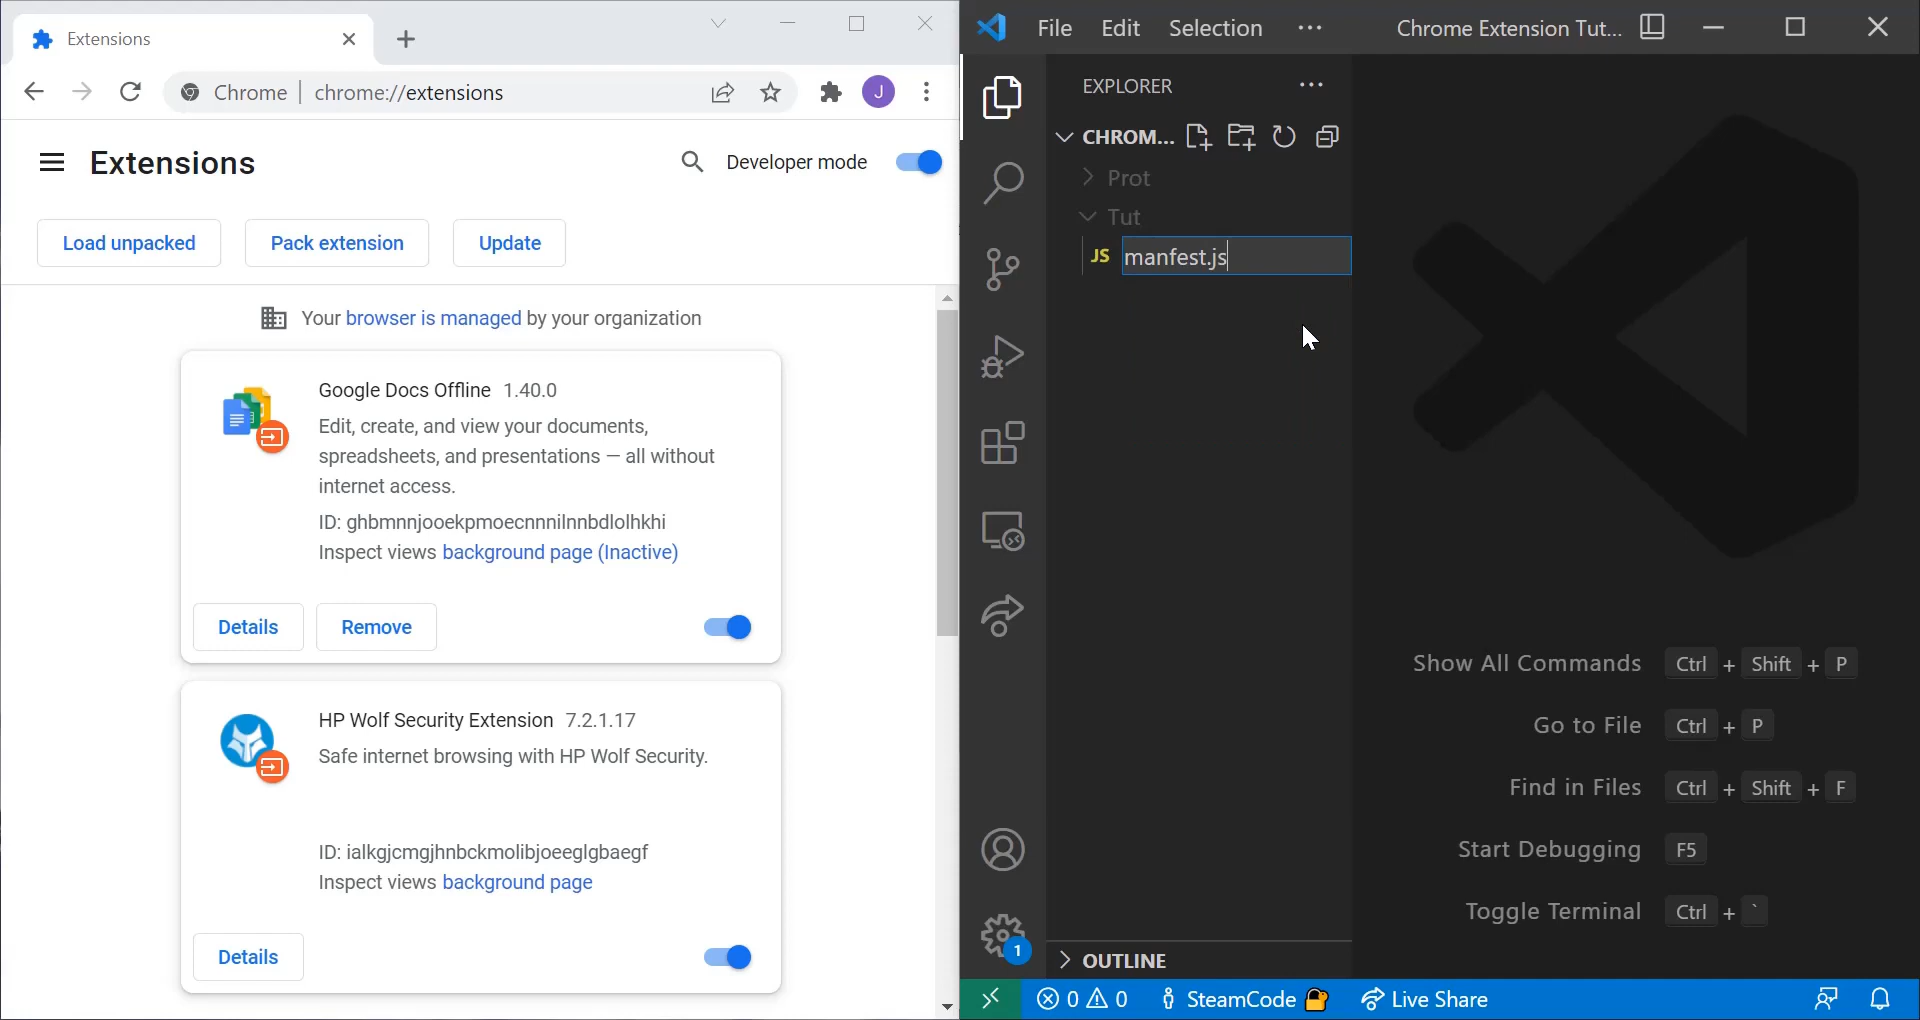 Extensions
Chrome
chrome://extensions
J
Extensions
Developer mode
Load unpacked
Pack extension
Update
Your browser is managed by your organization
Google Docs Offline 1.40.0
Edit, create, and view your documents,
spreadsheets, and presentations — all without
internet access.
ID: ghbmnnjooekpmoecnnnilnnbdlolhkhi
Inspect views background page (Inactive)
Details
Remove
HP Wolf Security Extension 7.2.1.17
Safe internet browsing with HP Wolf Security.
ID: ialkgjcmgjhnbckmolibjoeeglgbaegf
Inspect views background page
Details
File Edit Selection ···
Chrome Extension Tut...
EXPLORER
CHROM...
Prot
Tut
JS manfest.js
Show All Commands Ctrl + Shift + P
Go to File Ctrl + P
Find in Files Ctrl + Shift + F
Start Debugging F5
Toggle Terminal Ctrl + `
1
OUTLINE
0 0 SteamCode Live Share